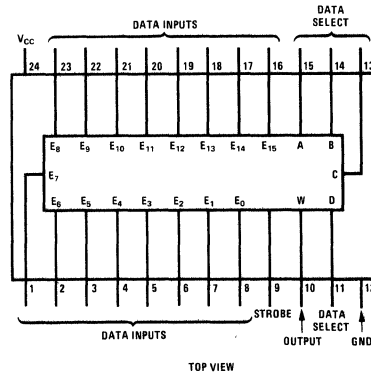 DATA INPUTS
DATA
SELECT
VCC
24 23 22 21 20 19 18 17 16 15 14 13
E8 E9 E10 E11 E12 E13 E14 E15 A B
E7 C
E6 E5 E4 E3 E2 E1 E0 W D
1 2 3 4 5 6 7 8 9 10 11 12
DATA INPUTS
STROBE
OUTPUT
DATA
SELECT
GND
TOP VIEW